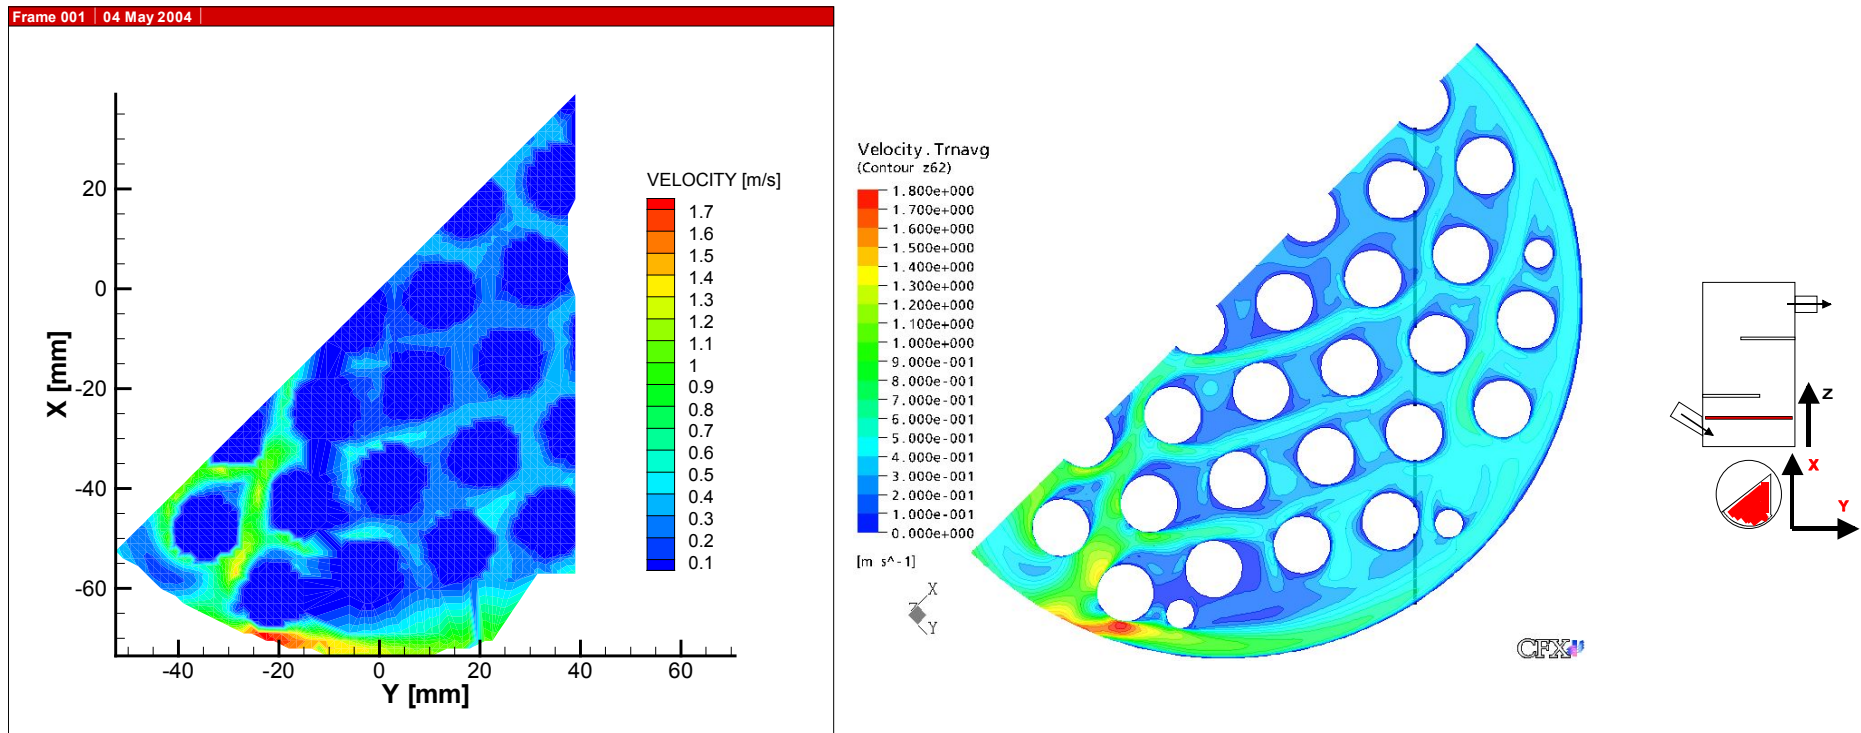 Frame 001 | 04 May 2004 |
20
0
-20
-40
-60
X [mm]
-40
-20
0
20
40
60
Y [mm]
VELOCITY [m/s]
1.7
1.6
1.5
1.4
1.3
1.2
1.1
1
0.9
0.8
0.7
0.6
0.5
0.4
0.3
0.2
0.1
Velocity.Trnavg
(Contour z62)
1.800e+000
1.700e+000
1.600e+000
1.500e+000
1.400e+000
1.300e+000
1.200e+000
1.100e+000
1.000e+000
9.000e-001
8.000e-001
7.000e-001
6.000e-001
5.000e-001
4.000e-001
3.000e-001
2.000e-001
1.000e-001
0.000e+000
[m s^-1]
X
Z
Y
CFX
Z
X
Y